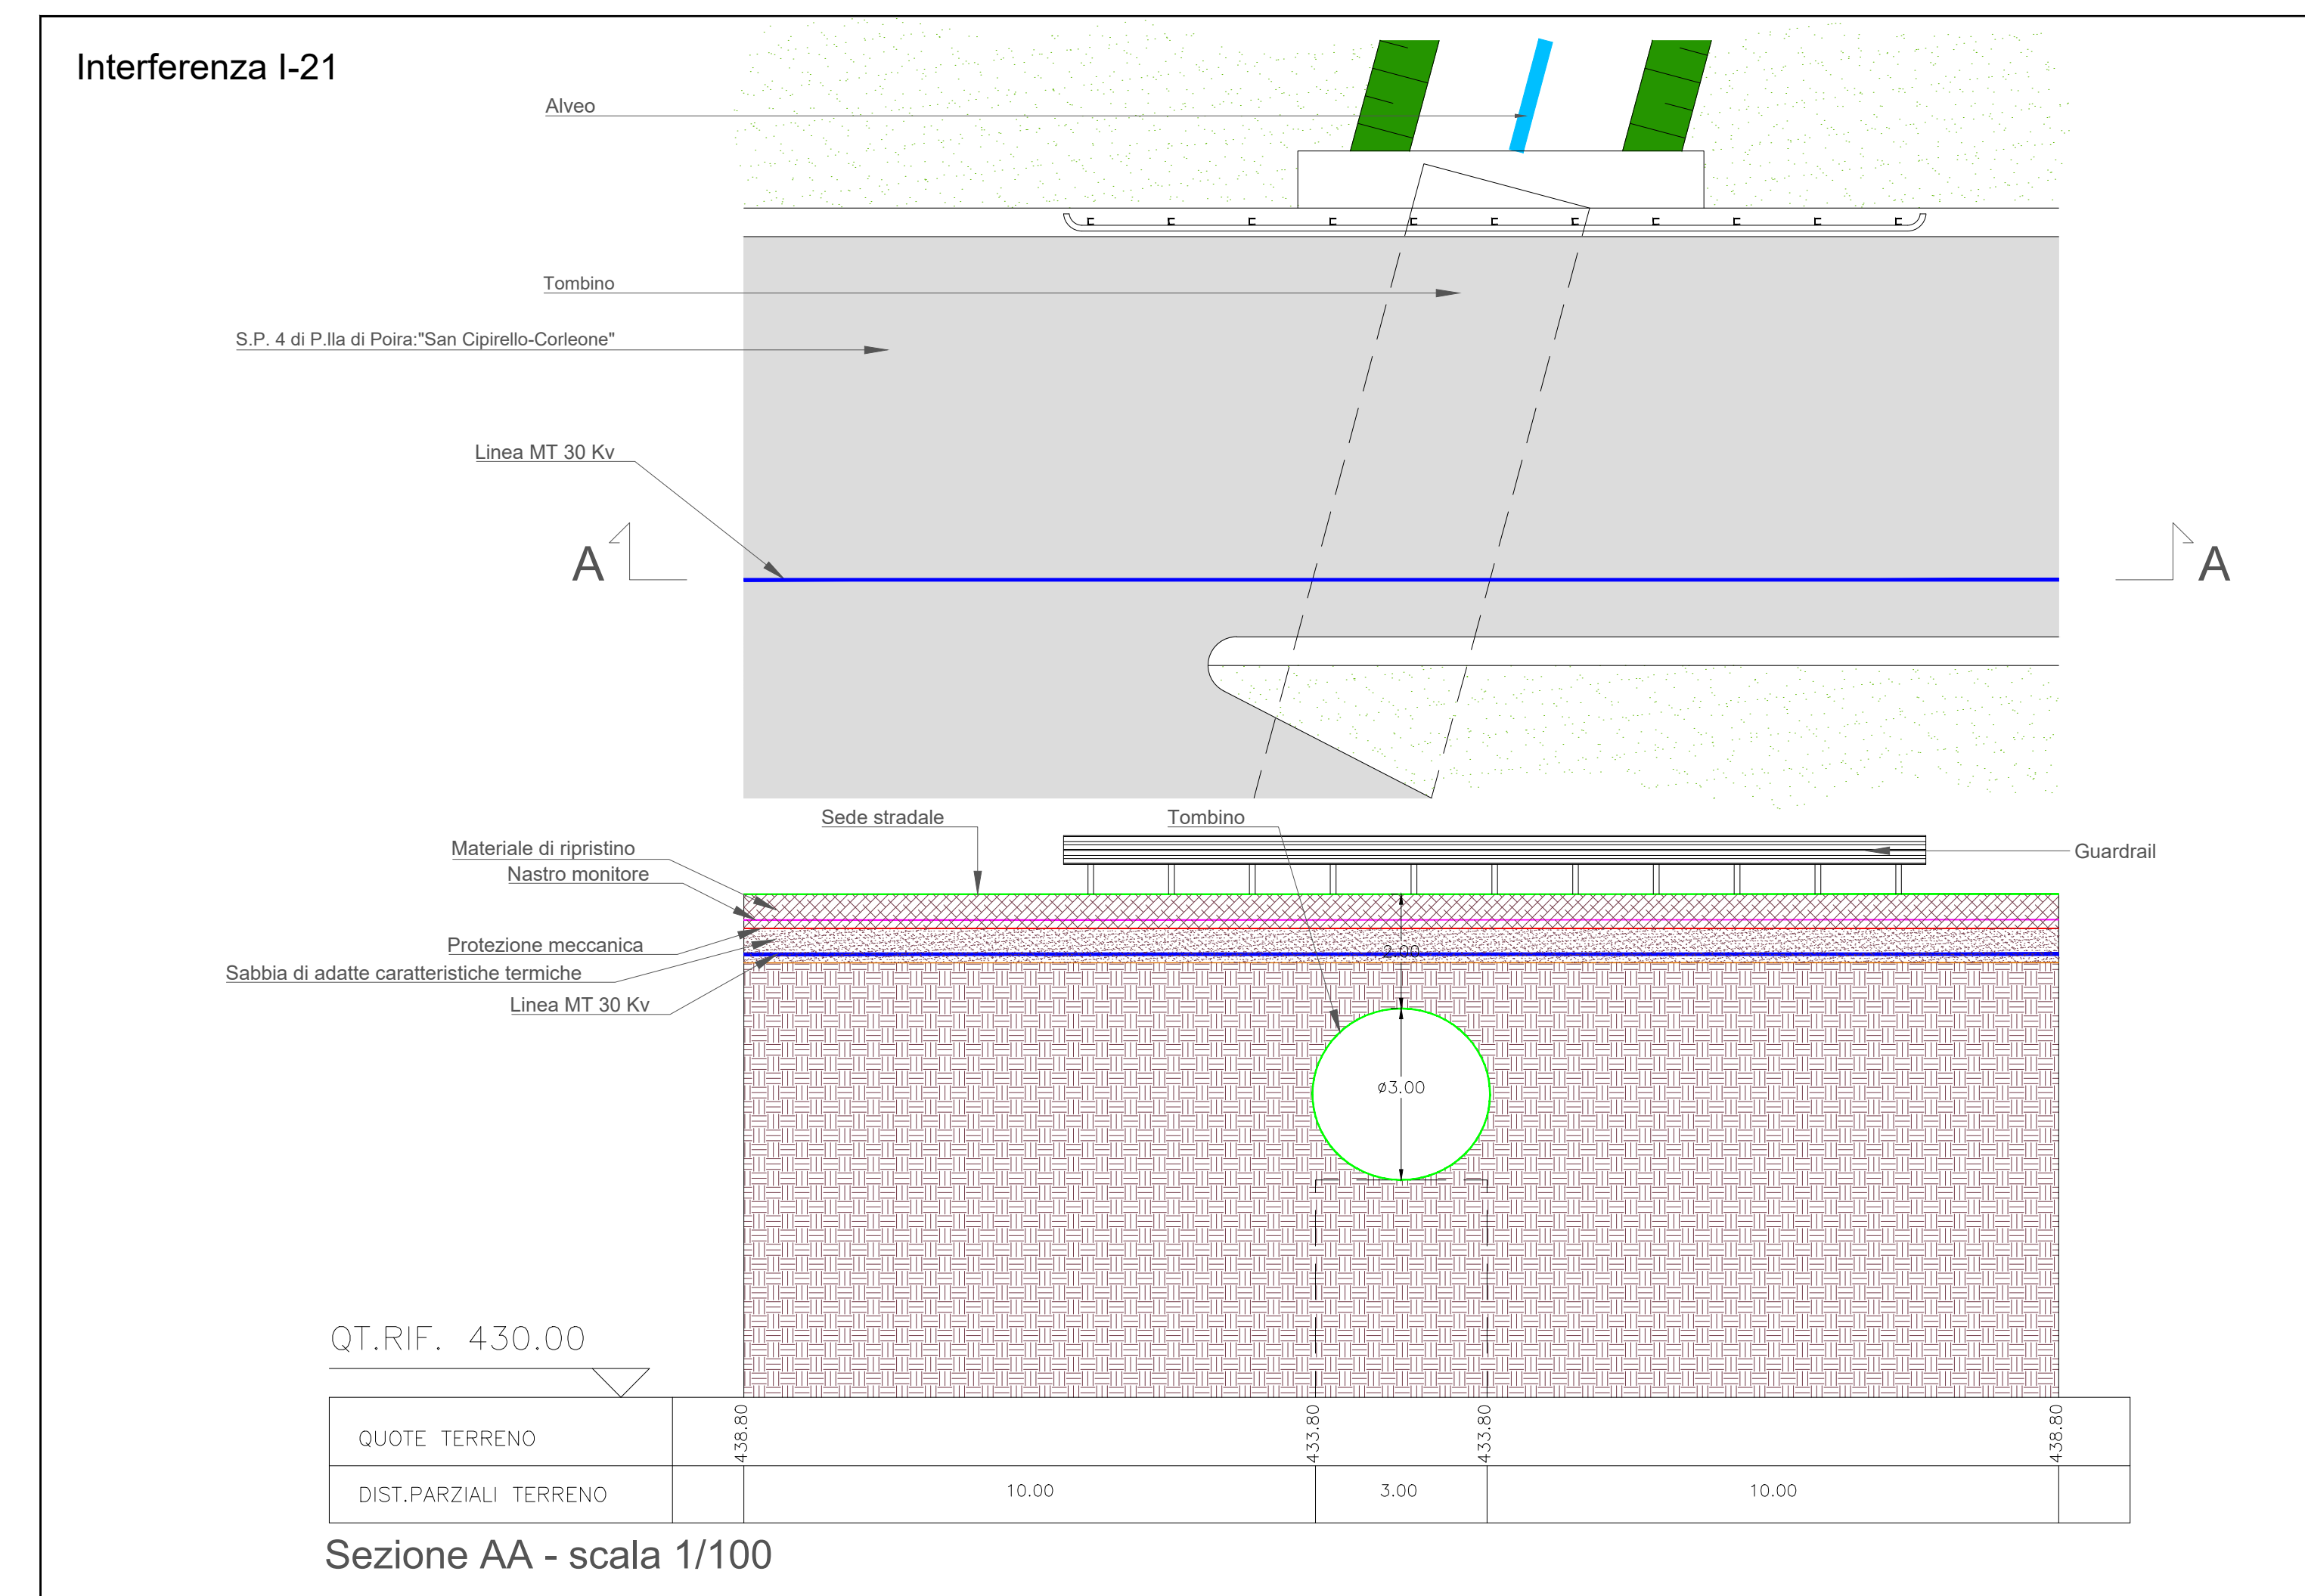 Interferenza I-21
Alveo
Tombino
S.P. 4 di P.lla di Poira:"San Cipirello-Corleone"
Linea MT 30 Kv
A
A
Sede stradale
Tombino
Materiale di ripristino
Guardrail
Nastro monitore
Protezione meccanica
2.00
Sabbia di adatte caratteristiche termiche
Linea MT 30 Kv
ø3.00
QT.RIF. 430.00
QUOTE TERRENO
438.80
433.80
433.80
438.80
DIST.PARZIALI TERRENO
10.00
3.00
10.00
Sezione AA - scala 1/100